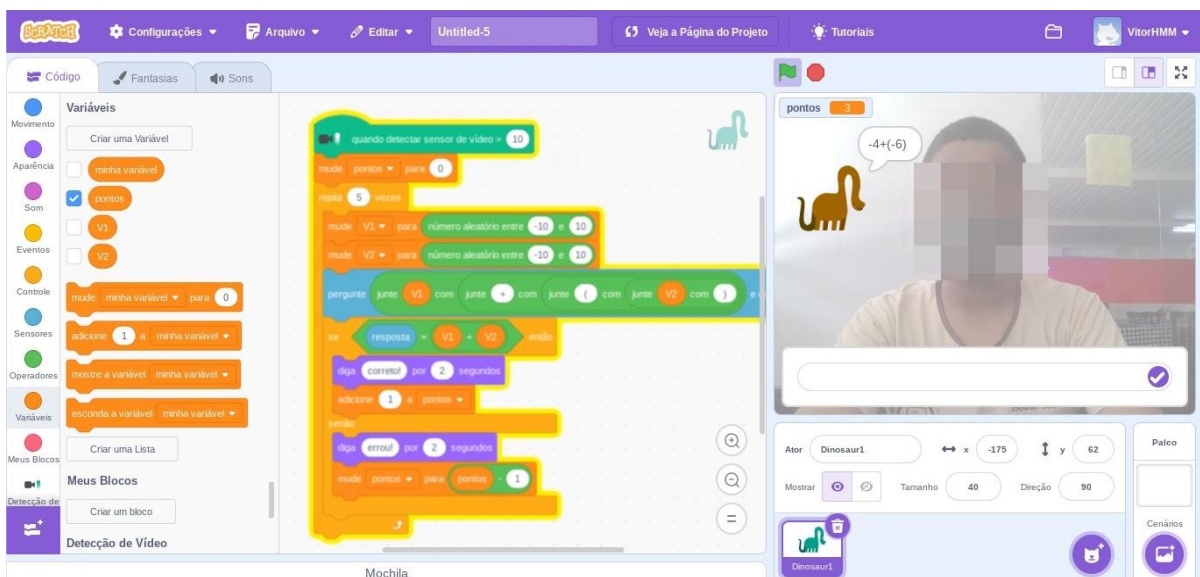 SCRATCH
Configurações
Arquivo
Editar
Untitled-5
Veja a Página do Projeto
Tutoriais
VitorHMM
Código
Fantasias
Sons
Movimento
Aparência
Som
Eventos
Controle
Sensores
Operadores
Variáveis
Meus Blocos
Detecção de
Variáveis
Criar uma Variável
minha variável
pontos
V1
V2
mude minha variável para 0
adicione 1 a minha variável
mostre a variável minha variável
esconda a variável minha variável
Criar uma Lista
Meus Blocos
Criar um bloco
Detecção de Vídeo
quando detectar sensor de vídeo > 10
mude pontos para 0
repita 5 vezes
mude V1 para número aleatório entre -10 e 10
mude V2 para número aleatório entre -10 e 10
pergunte junte V1 com junte + com junte ( com junte V2 com ) e
se resposta = V1 + V2 então
diga correto! por 2 segundos
adicione 1 a pontos
senão
diga errou! por 2 segundos
mude pontos para pontos - 1
Mochila
pontos 3
-4+(-6)
Ator Dinosaur1 x -175 y 62
Mostrar Tamanho 40 Direção 90
Dinosaur1
Palco
Cenários